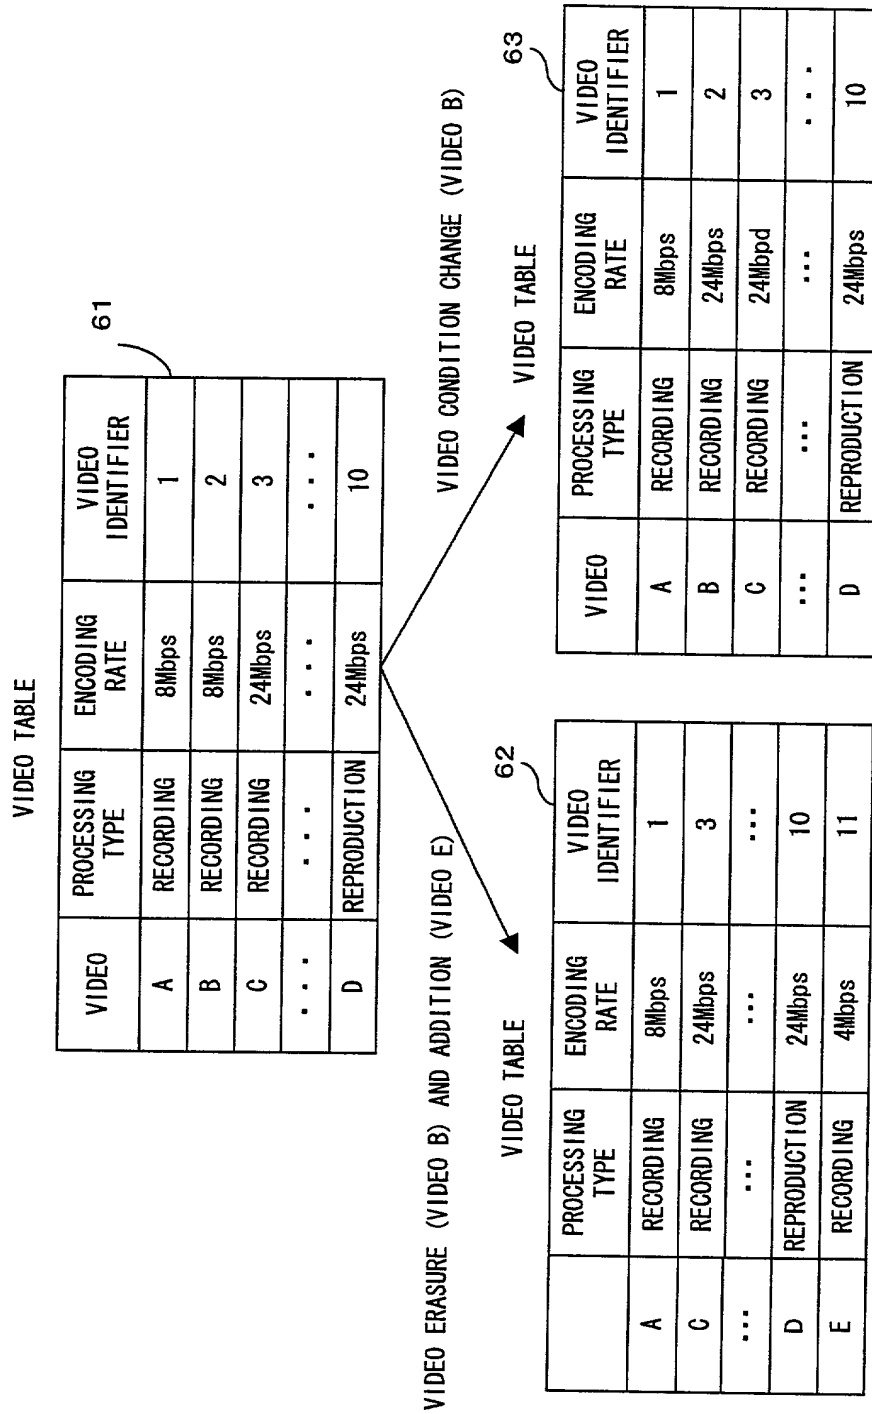 VIDEO TABLE
61
VIDEO PROCESSING TYPE ENCODING RATE VIDEO IDENTIFIER
A RECORDING 8Mbps 1
B RECORDING 8Mbps 2
C RECORDING 24Mbps 3
... ... ... ...
D REPRODUCTION 24Mbps 10
VIDEO ERASURE (VIDEO B) AND ADDITION (VIDEO E)
VIDEO CONDITION CHANGE (VIDEO B)
VIDEO TABLE
62
PROCESSING TYPE ENCODING RATE VIDEO IDENTIFIER
A RECORDING 8Mbps 1
C RECORDING 24Mbps 3
... ... ... ...
D REPRODUCTION 24Mbps 10
E RECORDING 4Mbps 11
VIDEO TABLE
63
VIDEO PROCESSING TYPE ENCODING RATE VIDEO IDENTIFIER
A RECORDING 8Mbps 1
B RECORDING 24Mbps 2
C RECORDING 24Mbpd 3
... ... ... ...
D REPRODUCTION 24Mbps 10